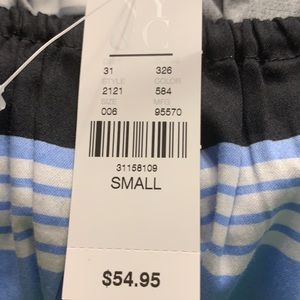 31 326
STYLE COLOR
2121 584
SIZE MFG
006 95570
31158109
SMALL
$54.95